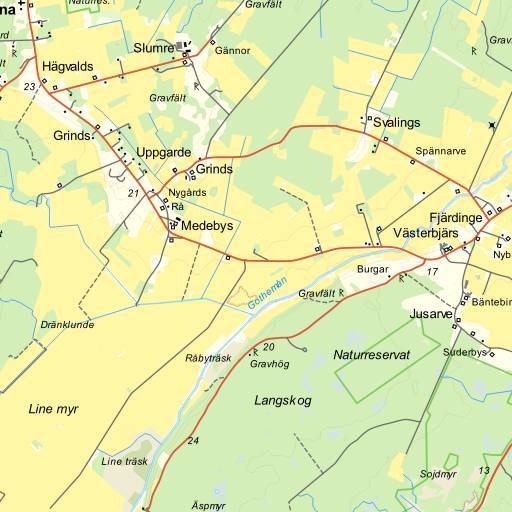 Naturres.
Gravfält
na
Slumre
Gännor
Hägvalds
23
Gravfält
Svalings
Grinds
Spännarve
Uppgarde
Grinds
21
Nygårds
Rå
Fjärdinge
Medebys
Västerbjärs
Nyb
Burgar
17
Gothemån
Gravfält
Bäntebin
Jusarve
Dränklunde
20
Suderbys
Råbyträsk
Gravhög
Naturreservat
Langskog
Line myr
24
Line träsk
13
Sojdmyr
Äspmyr